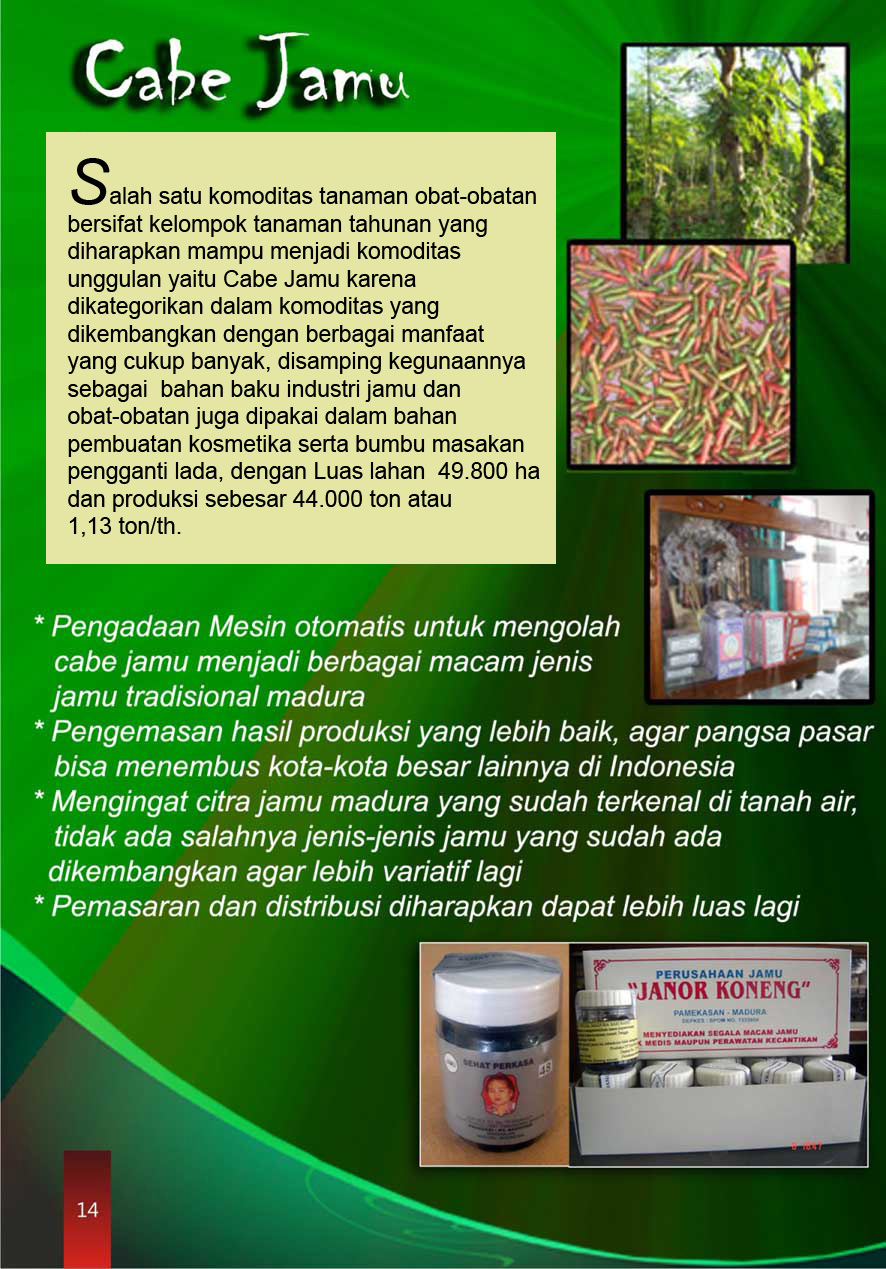 Cabe Jamu
Salah satu komoditas tanaman obat-obatan
bersifat kelompok tanaman tahunan yang
diharapkan mampu menjadi komoditas
unggulan yaitu Cabe Jamu karena
dikategorikan dalam komoditas yang
dikembangkan dengan berbagai manfaat
yang cukup banyak, disamping kegunaannya
sebagai  bahan baku industri jamu dan
obat-obatan juga dipakai dalam bahan
pembuatan kosmetika serta bumbu masakan
pengganti lada, dengan Luas lahan  49.800 ha
dan produksi sebesar 44.000 ton atau
1,13 ton/th.
* Pengadaan Mesin otomatis untuk mengolah
cabe jamu menjadi berbagai macam jenis
jamu tradisional madura
* Pengemasan hasil produksi yang lebih baik, agar pangsa pasar
bisa menembus kota-kota besar lainnya di Indonesia
* Mengingat citra jamu madura yang sudah terkenal di tanah air,
tidak ada salahnya jenis-jenis jamu yang sudah ada
dikembangkan agar lebih variatif lagi
* Pemasaran dan distribusi diharapkan dapat lebih luas lagi
SEHAT PERKASA
48
PERUSAHAAN JAMU
"JANOR KONENG"
PAMEKASAN - MADURA
DEPKES : BPOM NO.
MENYEDIAKAN SEGALA MACAM JAMU
K MEDIS MAUPUN PERAWATAN KECANTIKAN
14